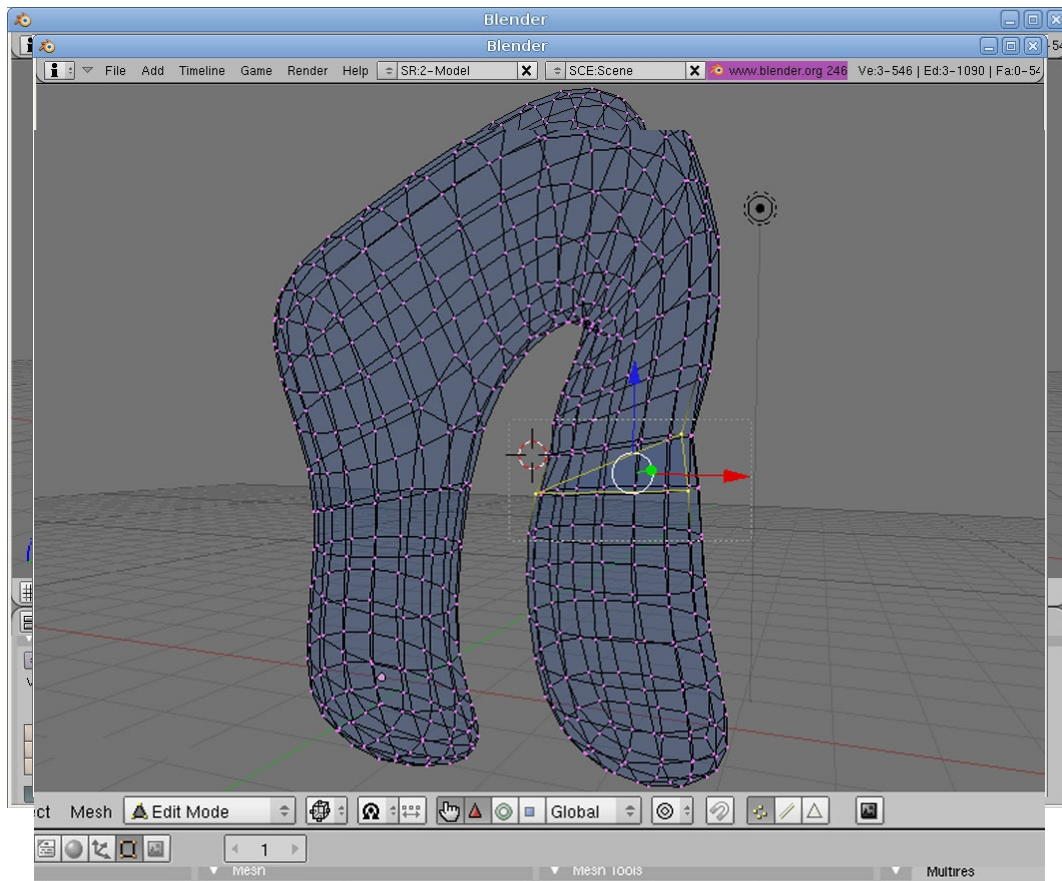 Blender
Blender
File Add Timeline Game Render Help SR:2-Model SCE:Scene www.blender.org 246 Ve:3-546 | Ed:3-1090 | Fa:0-54
ct Mesh Edit Mode Global
1
Mesh Mesh Tools Multires